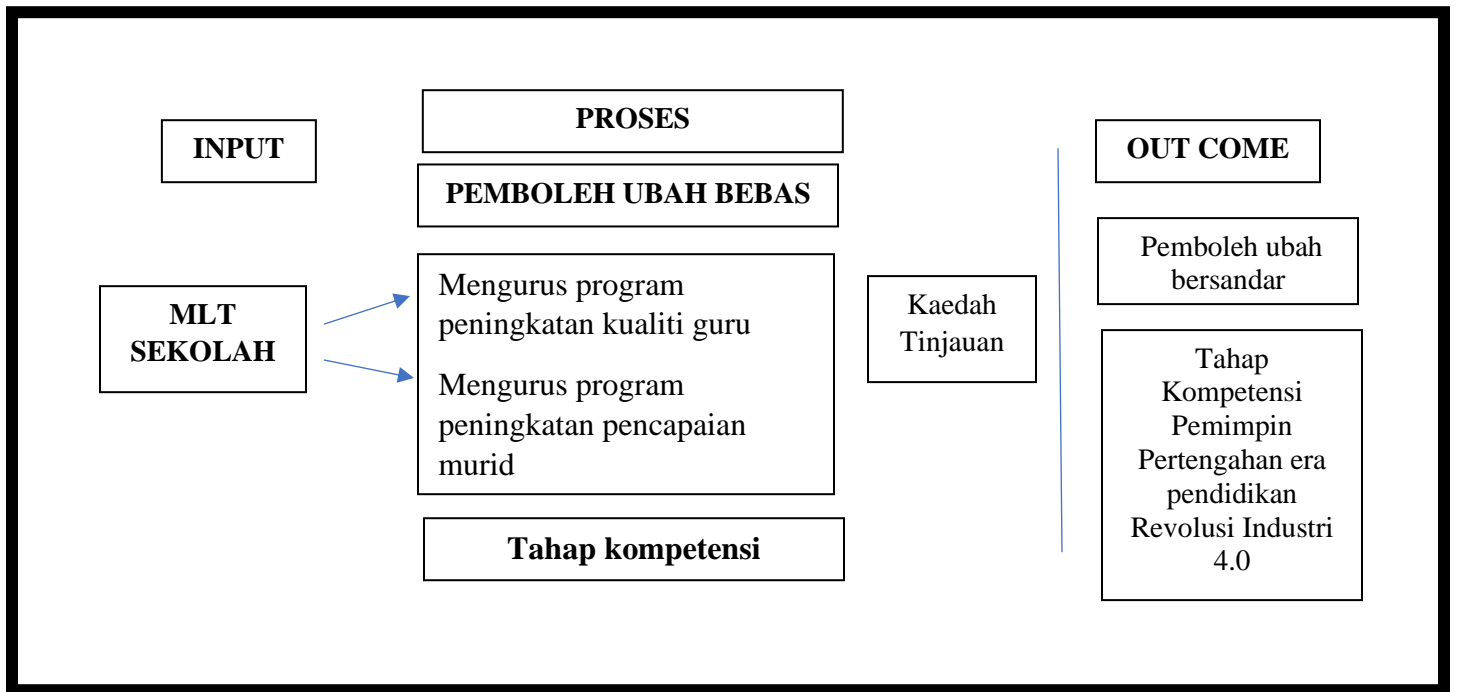 INPUT
MLT
SEKOLAH
PROSES
PEMBOLEH UBAH BEBAS
Mengurus program
peningkatan kualiti guru
Mengurus program
peningkatan pencapaian
murid
Tahap kompetensi
Kaedah
Tinjauan
OUT COME
Pemboleh ubah
bersandar
Tahap
Kompetensi
Pemimpin
Pertengahan era
pendidikan
Revolusi Industri
4.0